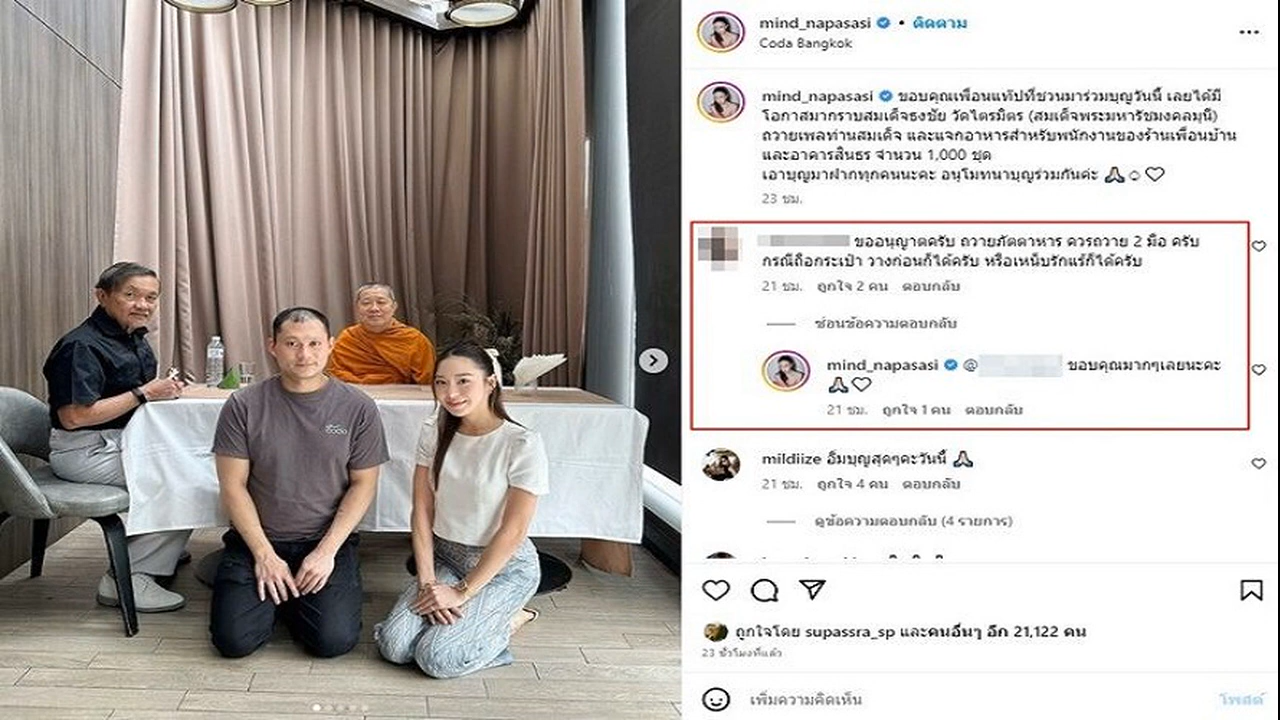 mind_napasasi • ติดตาม
Coda Bangkok
mind_napasasi ขอบคุณเพื่อนแท้ปที่ชวนมาร่วมบุญวันนี้ เลยได้มี
โอกาสมากราบสมเด็จธงชัย วัดไตรมิตร (สมเด็จพระมหารัชมงคลมุนี)
ถวายเพลท่านสมเด็จ และแจกอาหารสำหรับพนักงานของร้านเพื่อนบ้าน
และอาคารสินธร จำนวน 1,000 ชุด
เอาบุญมาฝากทุกคนนะคะ อนุโมทนาบุญร่วมกันค่ะ 🙏🏻☺♡
23 ชม.
ขออนุญาตครับ ถวายภัตตาหาร ควรถวาย 2 มือ ครับ
กรณีถือกระเป๋า วางก่อนก็ได้ครับ หรือเหน็บรักแร้ก็ได้ครับ
21 ชม. ถูกใจ 2 คน ตอบกลับ
ซ่อนข้อความตอบกลับ
mind_napasasi @ ขอบคุณมากๆเลยนะคะ
🙏🏻♡
21 ชม. ถูกใจ 1 คน ตอบกลับ
mildiize อิ่มบุญสุดๆคะวันนี้ 🙏🏻
21 ชม. ถูกใจ 4 คน ตอบกลับ
ดูข้อความตอบกลับ (4 รายการ)
ถูกใจโดย supassra_sp และคนอื่นๆ อีก 21,122 คน
23 ชั่วโมงที่แล้ว
เพิ่มความคิดเห็น
โพสต์